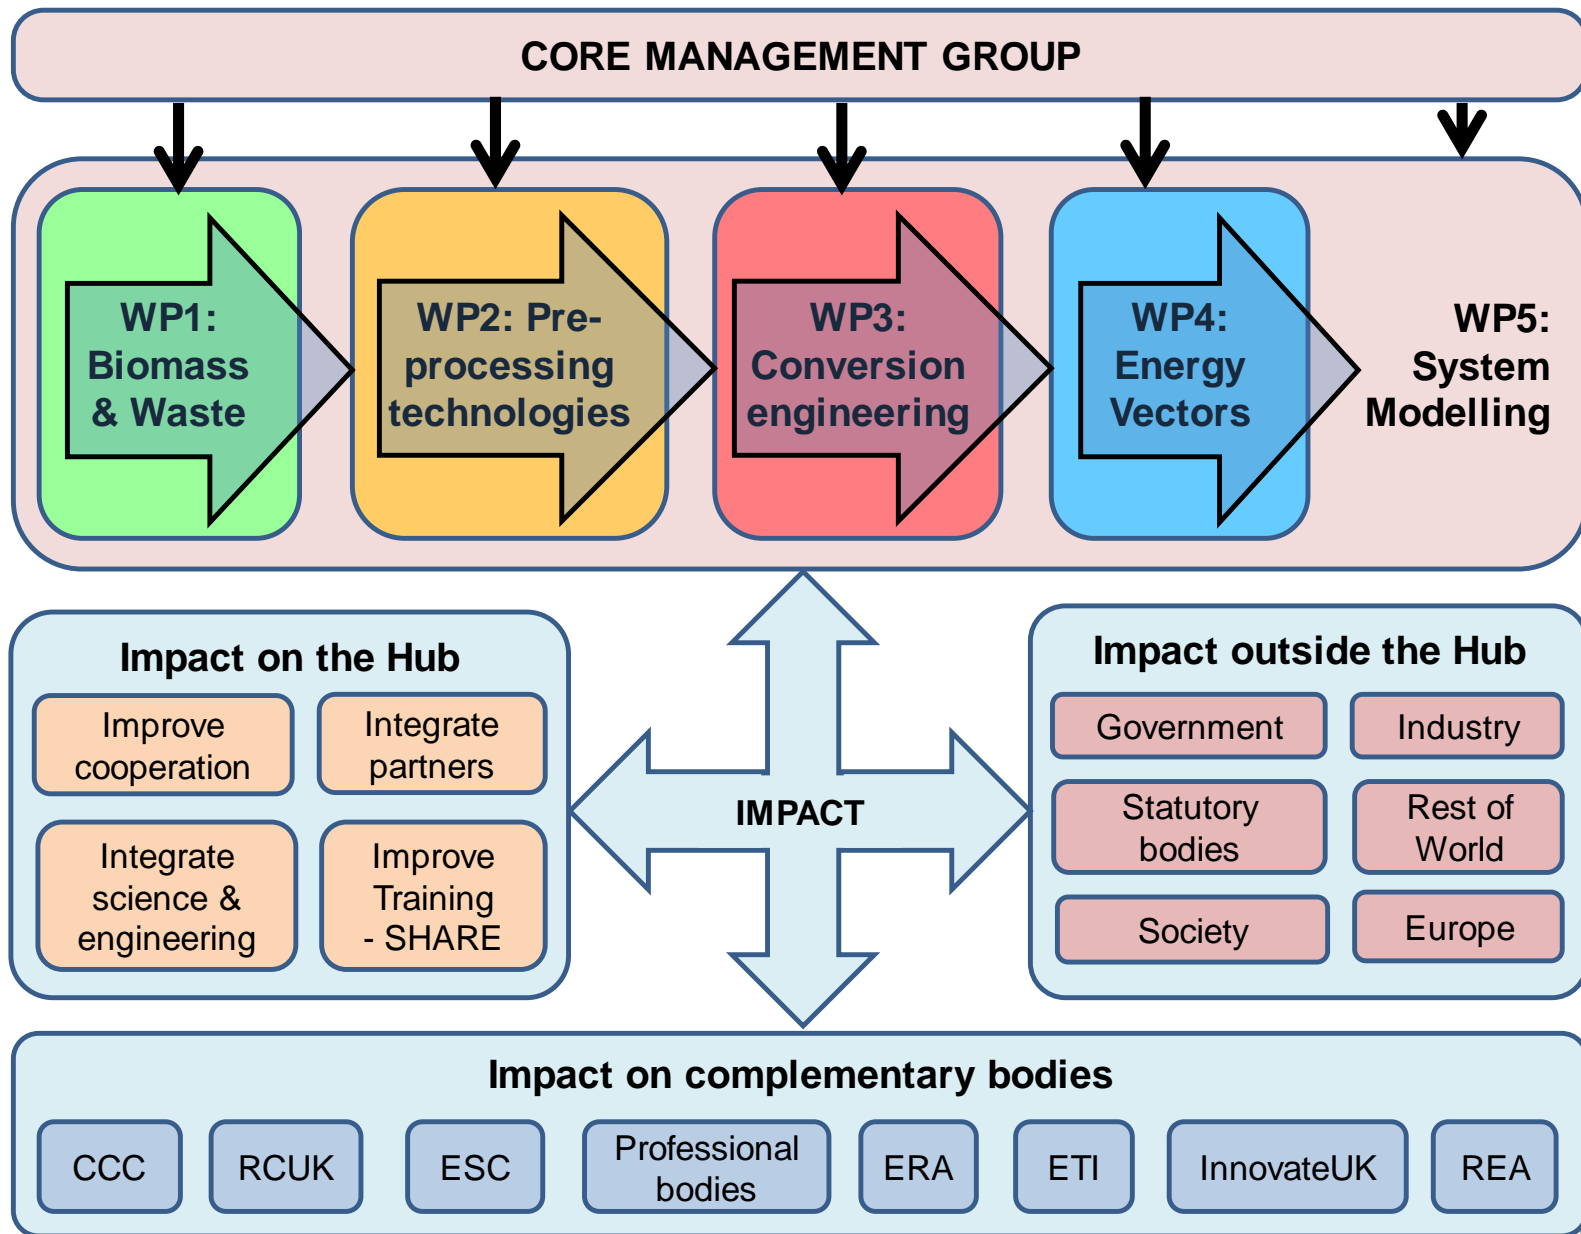 CORE MANAGEMENT GROUP
WP1:
Biomass
& Waste
WP2: Pre-
processing
technologies
WP3:
Conversion
engineering
WP4:
Energy
Vectors
WP5:
System
Modelling
Impact on the Hub
Improve
cooperation
Integrate
partners
Integrate
science &
engineering
Improve
Training
- SHARE
IMPACT
Impact outside the Hub
Government
Industry
Statutory
bodies
Rest of
World
Society
Europe
Impact on complementary bodies
CCC
RCUK
ESC
Professional
bodies
ERA
ETI
InnovateUK
REA